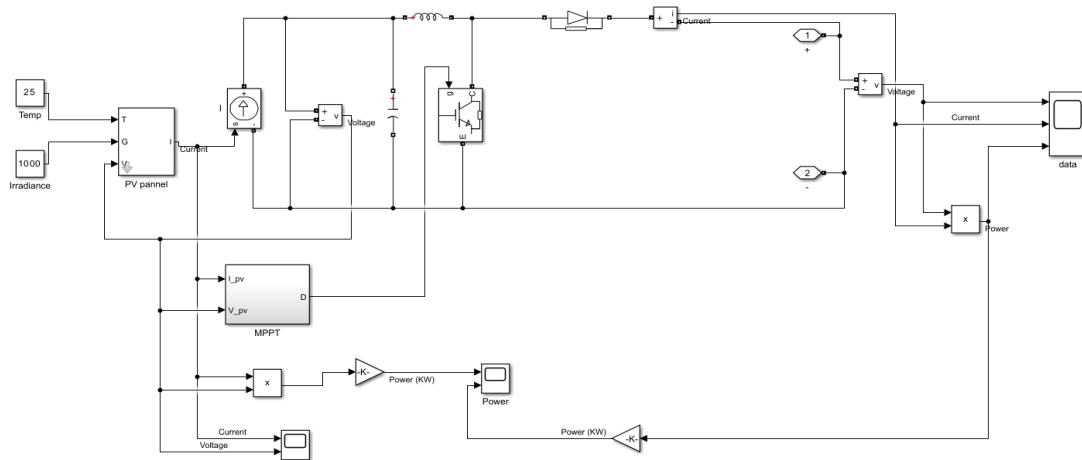 i
+
-
Current
1
+
+
-
v
Voltage
25
Temp
I
+
s
-
+
-
v
Voltage
g
C
E
T
G
V
I
Current
PV pannel
1000
Irradiance
Current
data
2
-
x
Power
I_pv
V_pv
D
MPPT
x
-K-
Power (KW)
Power
Power (KW)
-K-
Current
Voltage